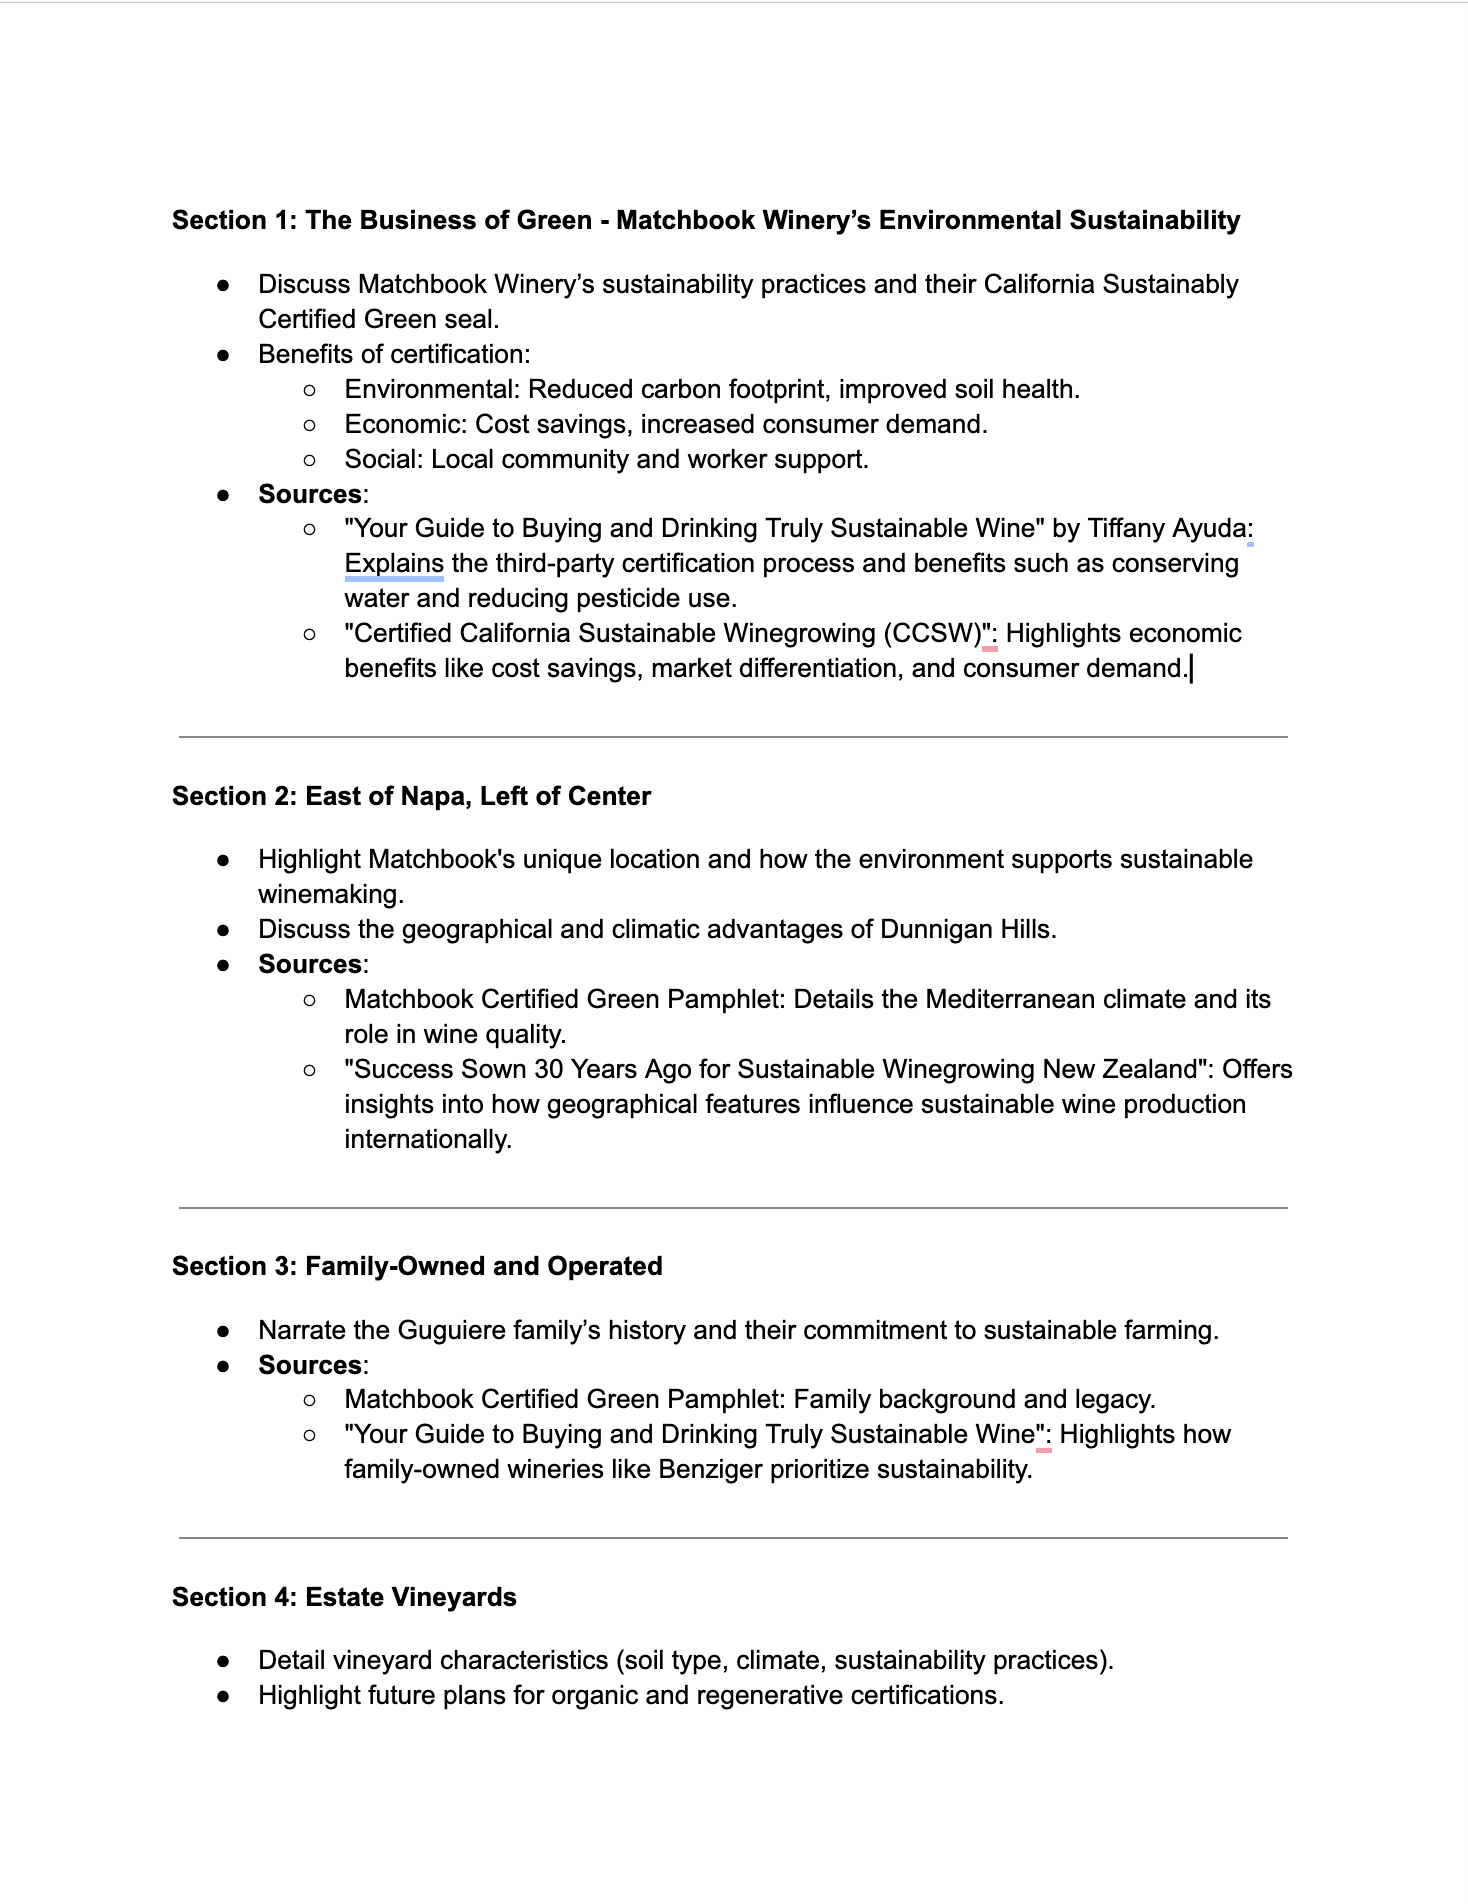 Section 1: The Business of Green - Matchbook Winery’s Environmental Sustainability
● Discuss Matchbook Winery’s sustainability practices and their California Sustainably
Certified Green seal.
● Benefits of certification:
○ Environmental: Reduced carbon footprint, improved soil health.
○ Economic: Cost savings, increased consumer demand.
○ Social: Local community and worker support.
● Sources:
○ "Your Guide to Buying and Drinking Truly Sustainable Wine" by Tiffany Ayuda:
Explains the third-party certification process and benefits such as conserving
water and reducing pesticide use.
○ "Certified California Sustainable Winegrowing (CCSW)": Highlights economic
benefits like cost savings, market differentiation, and consumer demand.
Section 2: East of Napa, Left of Center
● Highlight Matchbook's unique location and how the environment supports sustainable
winemaking.
● Discuss the geographical and climatic advantages of Dunnigan Hills.
● Sources:
○ Matchbook Certified Green Pamphlet: Details the Mediterranean climate and its
role in wine quality.
○ "Success Sown 30 Years Ago for Sustainable Winegrowing New Zealand": Offers
insights into how geographical features influence sustainable wine production
internationally.
Section 3: Family-Owned and Operated
● Narrate the Guguiere family’s history and their commitment to sustainable farming.
● Sources:
○ Matchbook Certified Green Pamphlet: Family background and legacy.
○ "Your Guide to Buying and Drinking Truly Sustainable Wine": Highlights how
family-owned wineries like Benziger prioritize sustainability.
Section 4: Estate Vineyards
● Detail vineyard characteristics (soil type, climate, sustainability practices).
● Highlight future plans for organic and regenerative certifications.